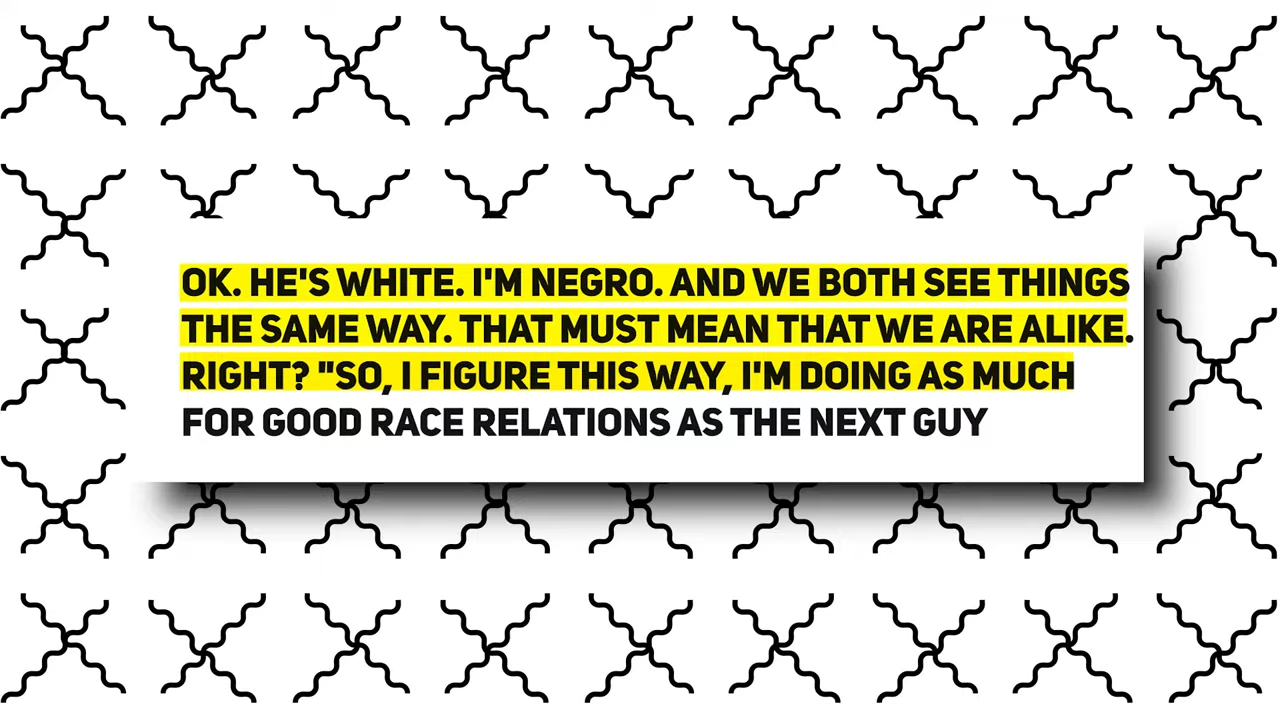 OK. HE'S WHITE. I'M NEGRO. AND WE BOTH SEE THINGS
THE SAME WAY. THAT MUST MEAN THAT WE ARE ALIKE.
RIGHT? "SO, I FIGURE THIS WAY, I'M DOING AS MUCH
FOR GOOD RACE RELATIONS AS THE NEXT GUY